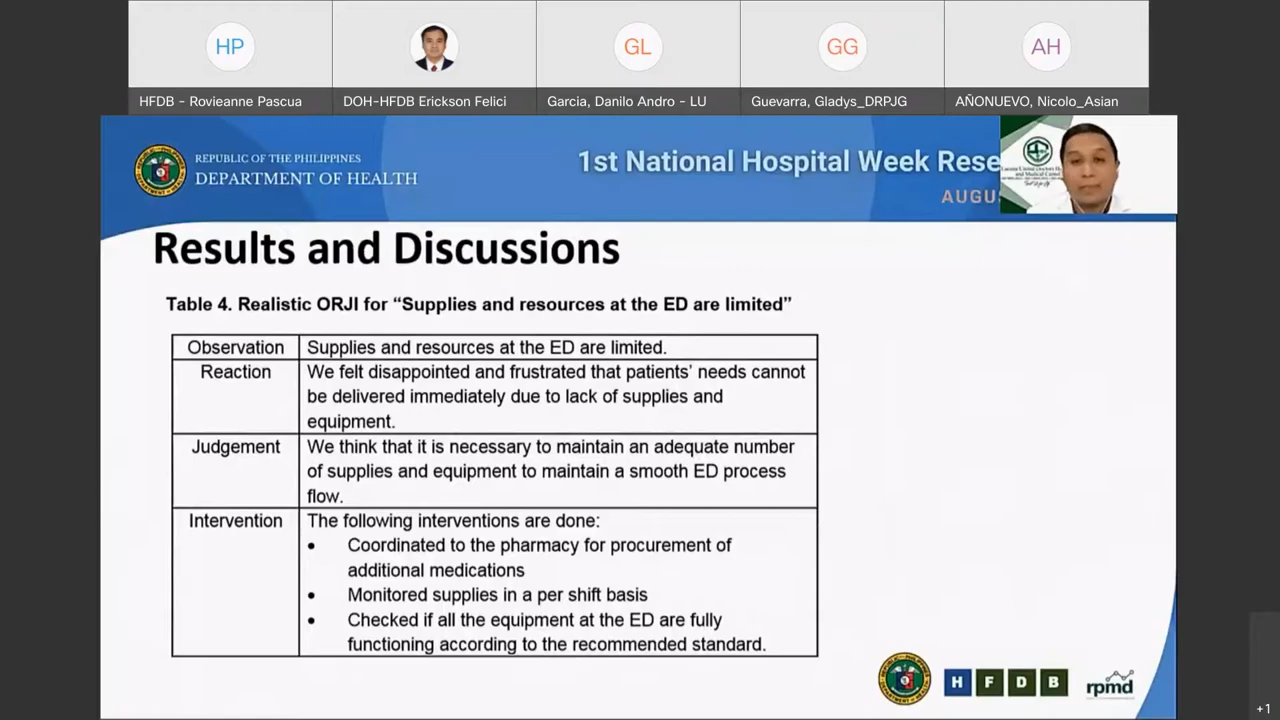 HP
GL
GG
AH
HFDB - Rovieanne Pascua
DOH-HFDB Erickson Felici
Garcia, Danilo Andro - LU
Guevarra, Gladys_DRPJG
AÑONUEVO, Nicolo_Asian
REPUBLIC OF THE PHILIPPINES
DEPARTMENT OF HEALTH
1st National Hospital Week Rese
AUGUS
Results and Discussions
Table 4. Realistic ORJI for “Supplies and resources at the ED are limited”
Observation
Supplies and resources at the ED are limited.
Reaction
We felt disappointed and frustrated that patients’ needs cannot
be delivered immediately due to lack of supplies and
equipment.
Judgement
We think that it is necessary to maintain an adequate number
of supplies and equipment to maintain a smooth ED process
flow.
Intervention
The following interventions are done:
• Coordinated to the pharmacy for procurement of
additional medications
• Monitored supplies in a per shift basis
• Checked if all the equipment at the ED are fully
functioning according to the recommended standard.
H F D B
rpmd
+1